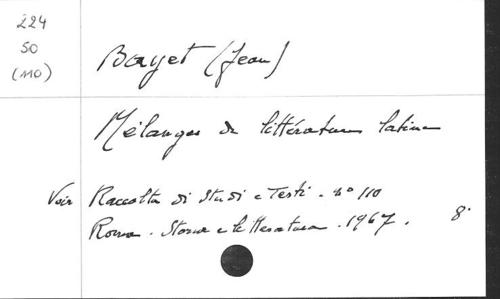 224
50
(110)
Bayet (Jean)
Mélanges de littérature latine
Voir Raccolta di Studi e Testi - n° 110
Roma - Storia e letteratura - 1967. 8°